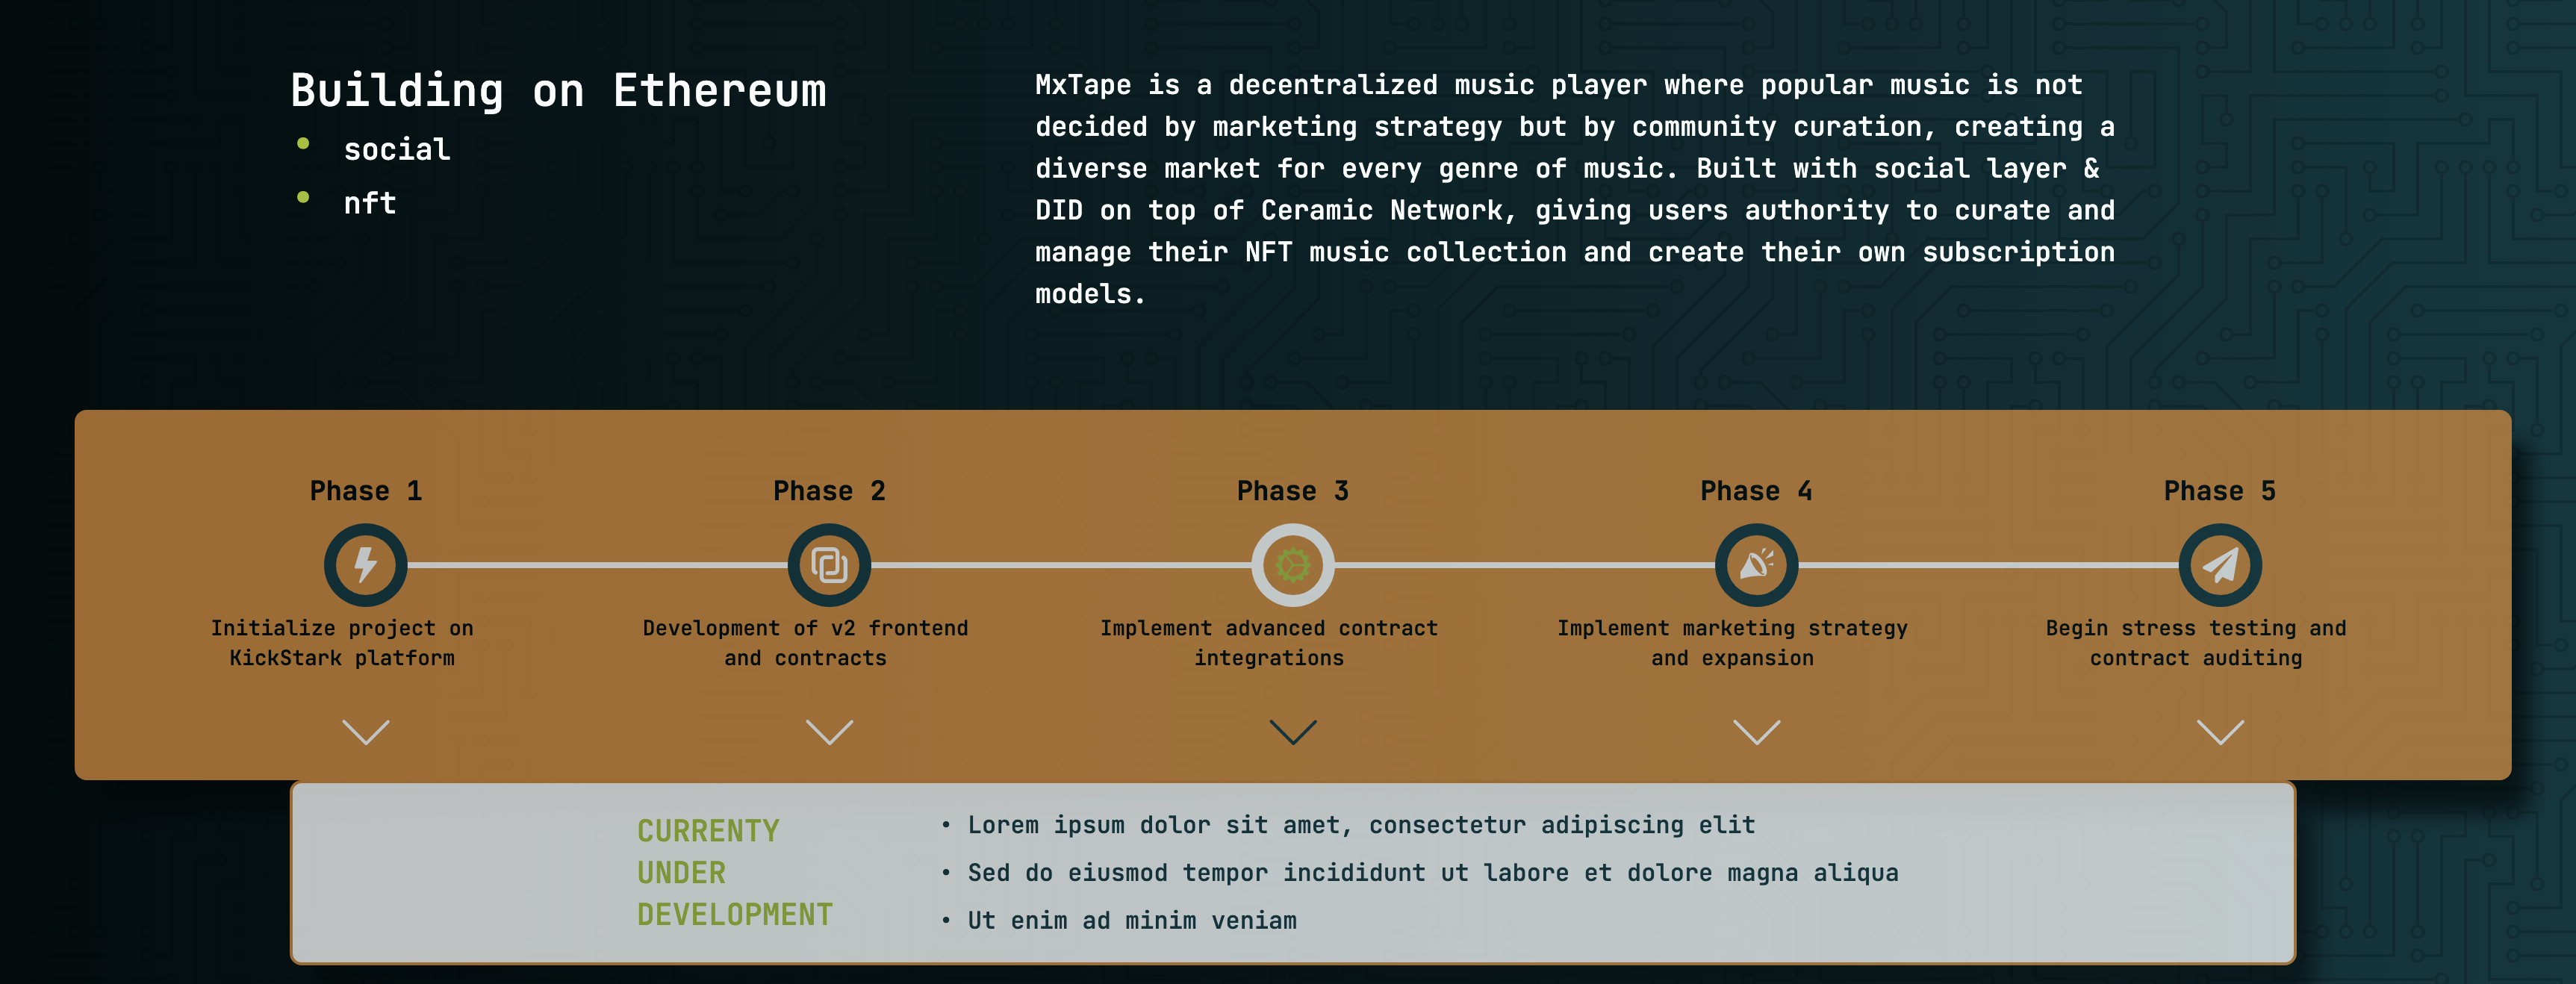 Building on Ethereum
social
nft
MxTape is a decentralized music player where popular music is not
decided by marketing strategy but by community curation, creating a
diverse market for every genre of music. Built with social layer &
DID on top of Ceramic Network, giving users authority to curate and
manage their NFT music collection and create their own subscription
models.
Phase 1
Initialize project on
KickStark platform
Phase 2
Development of v2 frontend
and contracts
Phase 3
Implement advanced contract
integrations
Phase 4
Implement marketing strategy
and expansion
Phase 5
Begin stress testing and
contract auditing
CURRENTY
UNDER
DEVELOPMENT
• Lorem ipsum dolor sit amet, consectetur adipiscing elit
• Sed do eiusmod tempor incididunt ut labore et dolore magna aliqua
• Ut enim ad minim veniam